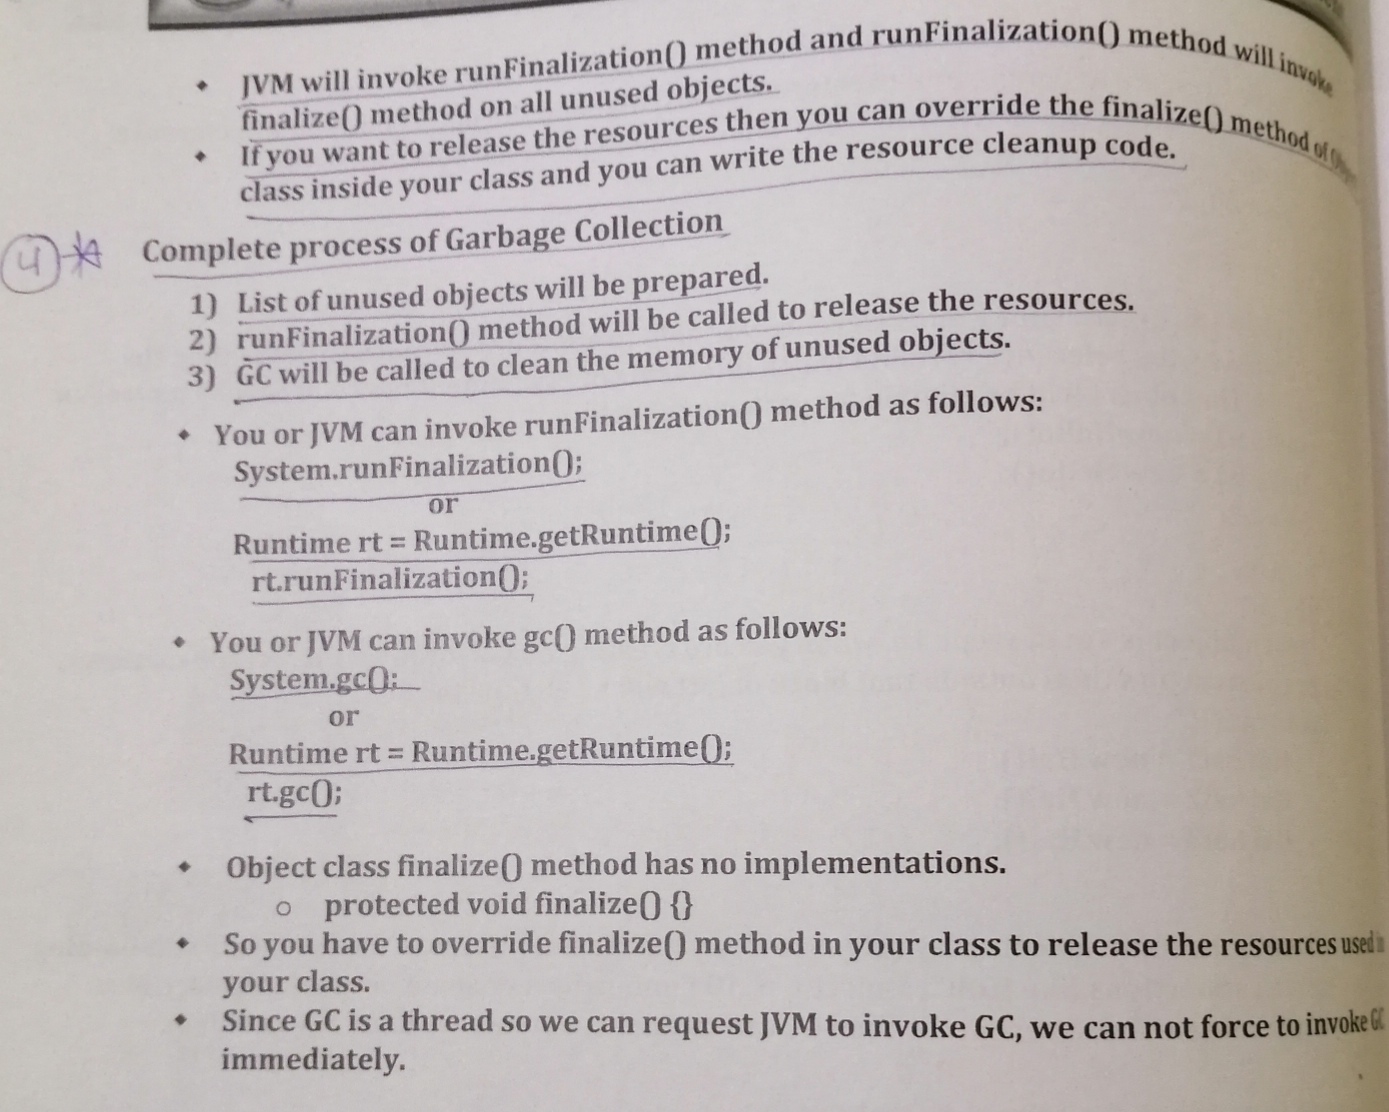 • JVM will invoke runFinalization() method and runFinalization() method will invoke
finalize() method on all unused objects.
• If you want to release the resources then you can override the finalize() method of
class inside your class and you can write the resource cleanup code.
4
Complete process of Garbage Collection
1) List of unused objects will be prepared.
2) runFinalization() method will be called to release the resources.
3) GC will be called to clean the memory of unused objects.
• You or JVM can invoke runFinalization() method as follows:
System.runFinalization();
or
Runtime rt = Runtime.getRuntime();
rt.runFinalization();
• You or JVM can invoke gc() method as follows:
System.gc();
or
Runtime rt = Runtime.getRuntime();
rt.gc();
• Object class finalize() method has no implementations.
o protected void finalize() {}
• So you have to override finalize() method in your class to release the resources used
your class.
• Since GC is a thread so we can request JVM to invoke GC, we can not force to invoke GC
immediately.